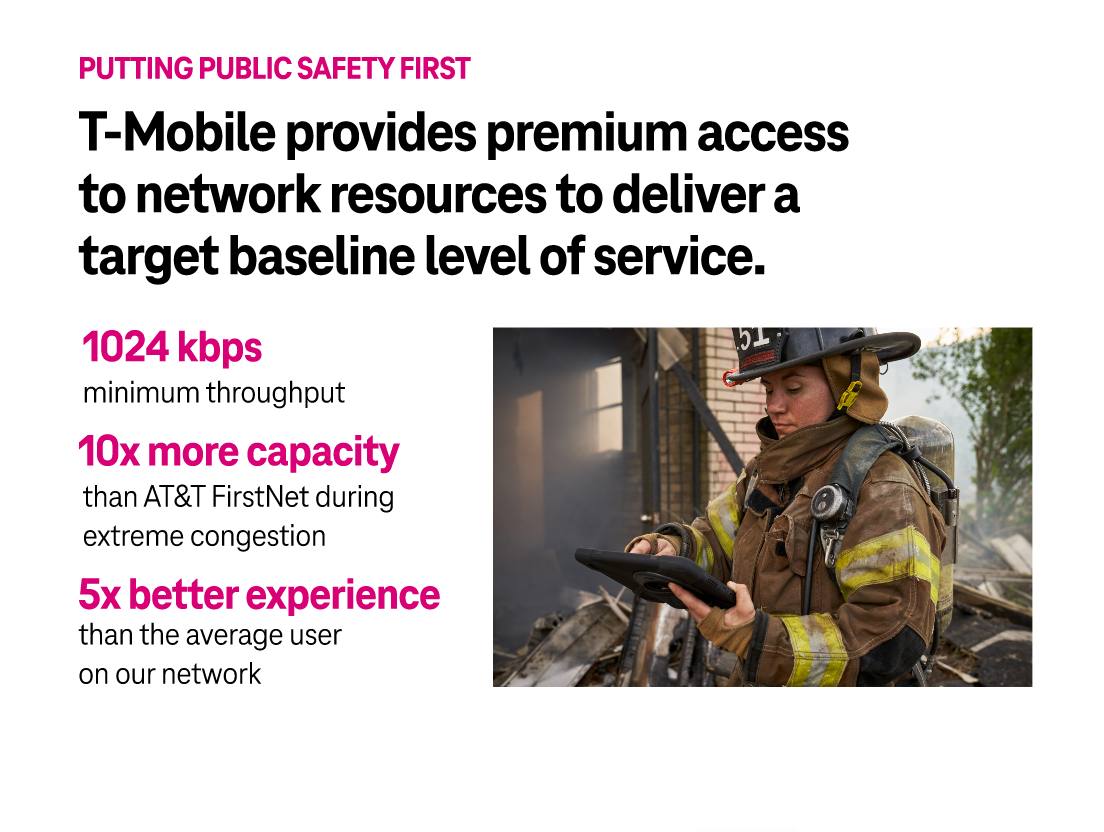 PUTTING PUBLIC SAFETY FIRST
T-Mobile provides premium access
to network resources to deliver a
target baseline level of service.
1024 kbps
minimum throughput
10x more capacity
than AT&T FirstNet during
extreme congestion
5x better experience
than the average user
on our network
51